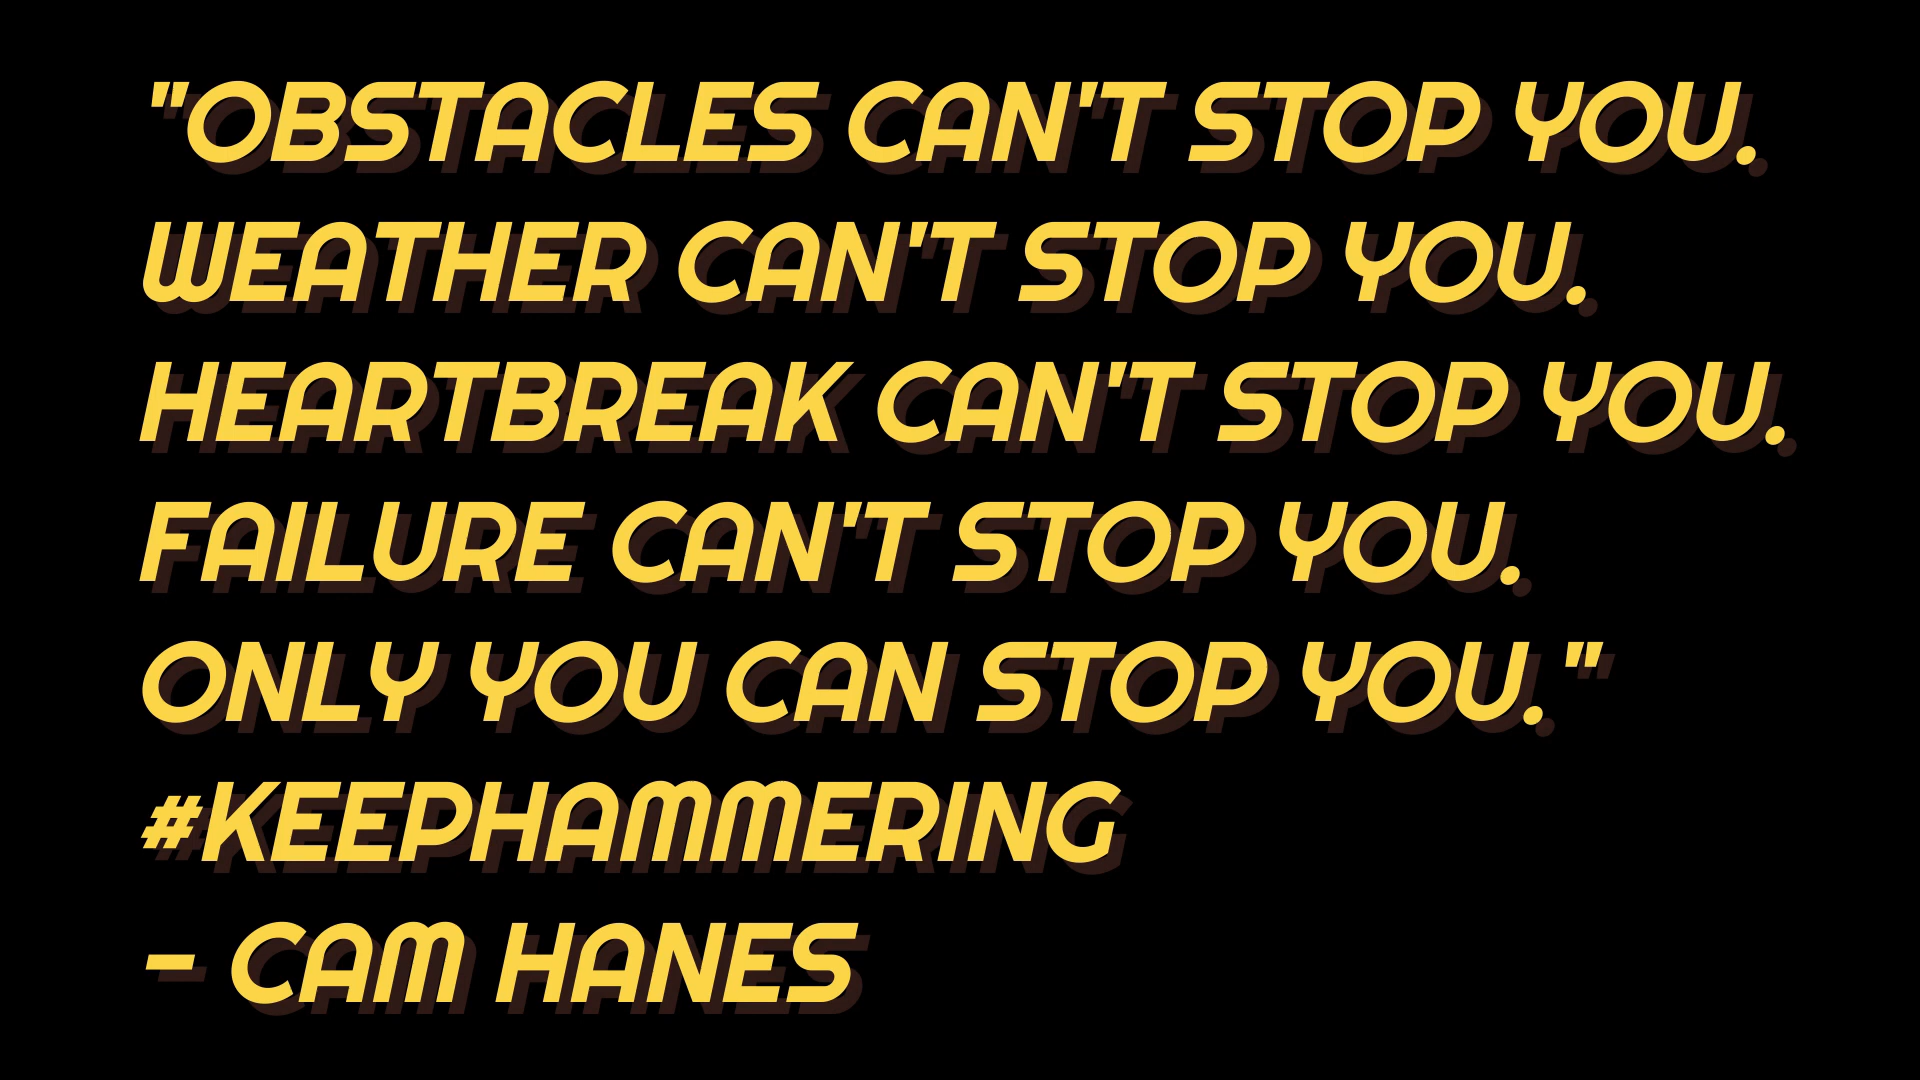 "OBSTACLES CAN'T STOP YOU.
WEATHER CAN'T STOP YOU.
HEARTBREAK CAN'T STOP YOU.
FAILURE CAN'T STOP YOU.
ONLY YOU CAN STOP YOU."
#KEEPHAMMERING
- CAM HANES